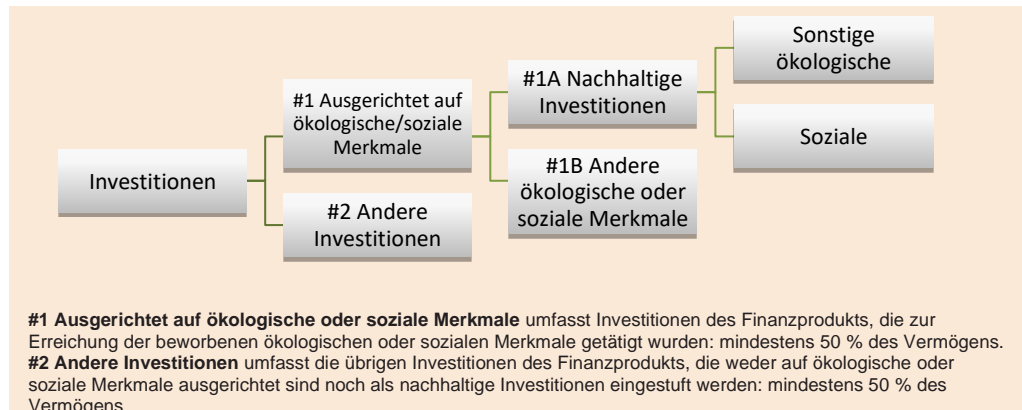 Investitionen
#1 Ausgerichtet auf
ökologische/soziale
Merkmale
#2 Andere
Investitionen
#1A Nachhaltige
Investitionen
#1B Andere
ökologische oder
soziale Merkmale
Sonstige
ökologische
Soziale
#1 Ausgerichtet auf ökologische oder soziale Merkmale umfasst Investitionen des Finanzprodukts, die zur
Erreichung der beworbenen ökologischen oder sozialen Merkmale getätigt wurden: mindestens 50 % des Vermögens.
#2 Andere Investitionen umfasst die übrigen Investitionen des Finanzprodukts, die weder auf ökologische oder
soziale Merkmale ausgerichtet sind noch als nachhaltige Investitionen eingestuft werden: mindestens 50 % des
Vermögens